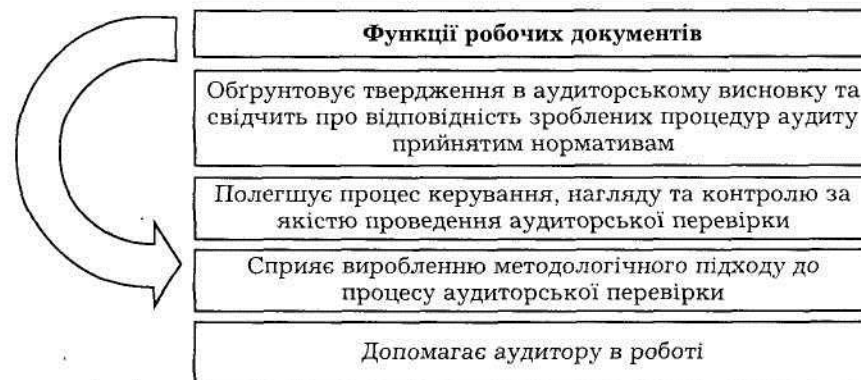 Функції робочих документів
Обґрунтовує твердження в аудиторському висновку та
свідчить про відповідність зроблених процедур аудиту
прийнятим нормативам
Полегшує процес керування, нагляду та контролю за
якістю проведення аудиторської перевірки
Сприяє виробленню методологічного підходу до
процесу аудиторської перевірки
Допомагає аудитору в роботі